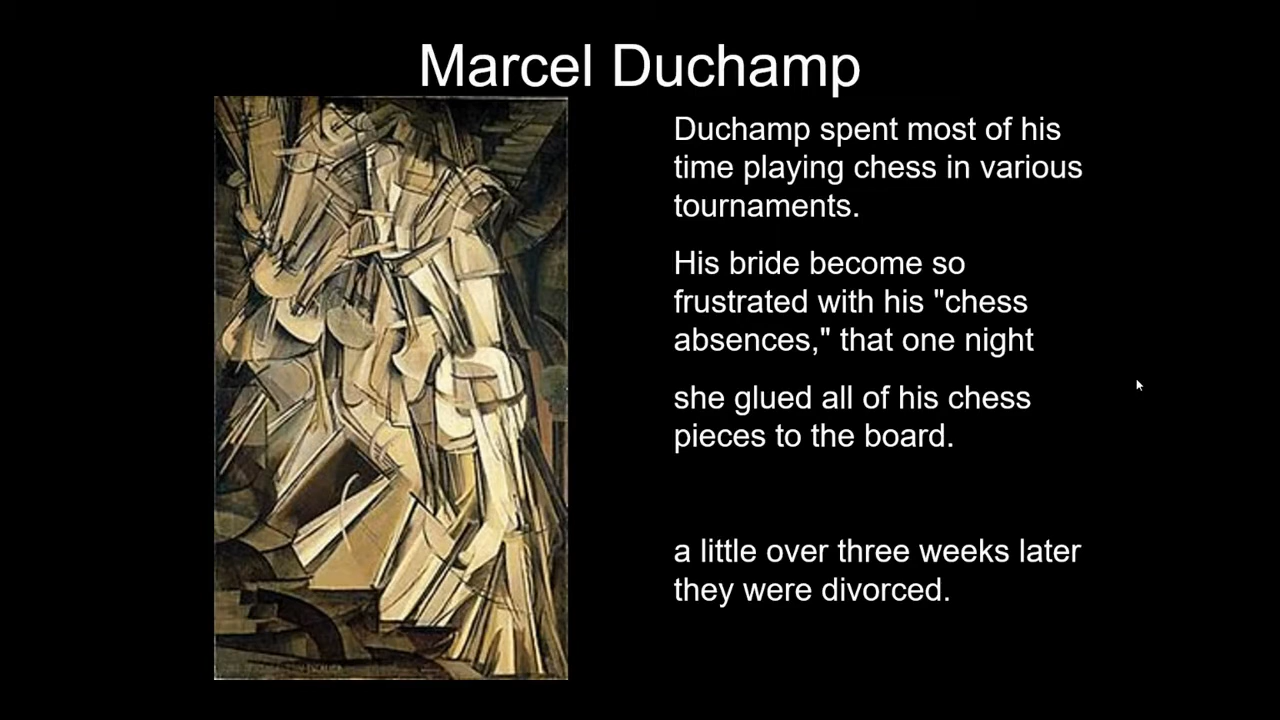 Marcel Duchamp
Duchamp spent most of his
time playing chess in various
tournaments.
His bride become so
frustrated with his "chess
absences," that one night
she glued all of his chess
pieces to the board.
a little over three weeks later
they were divorced.